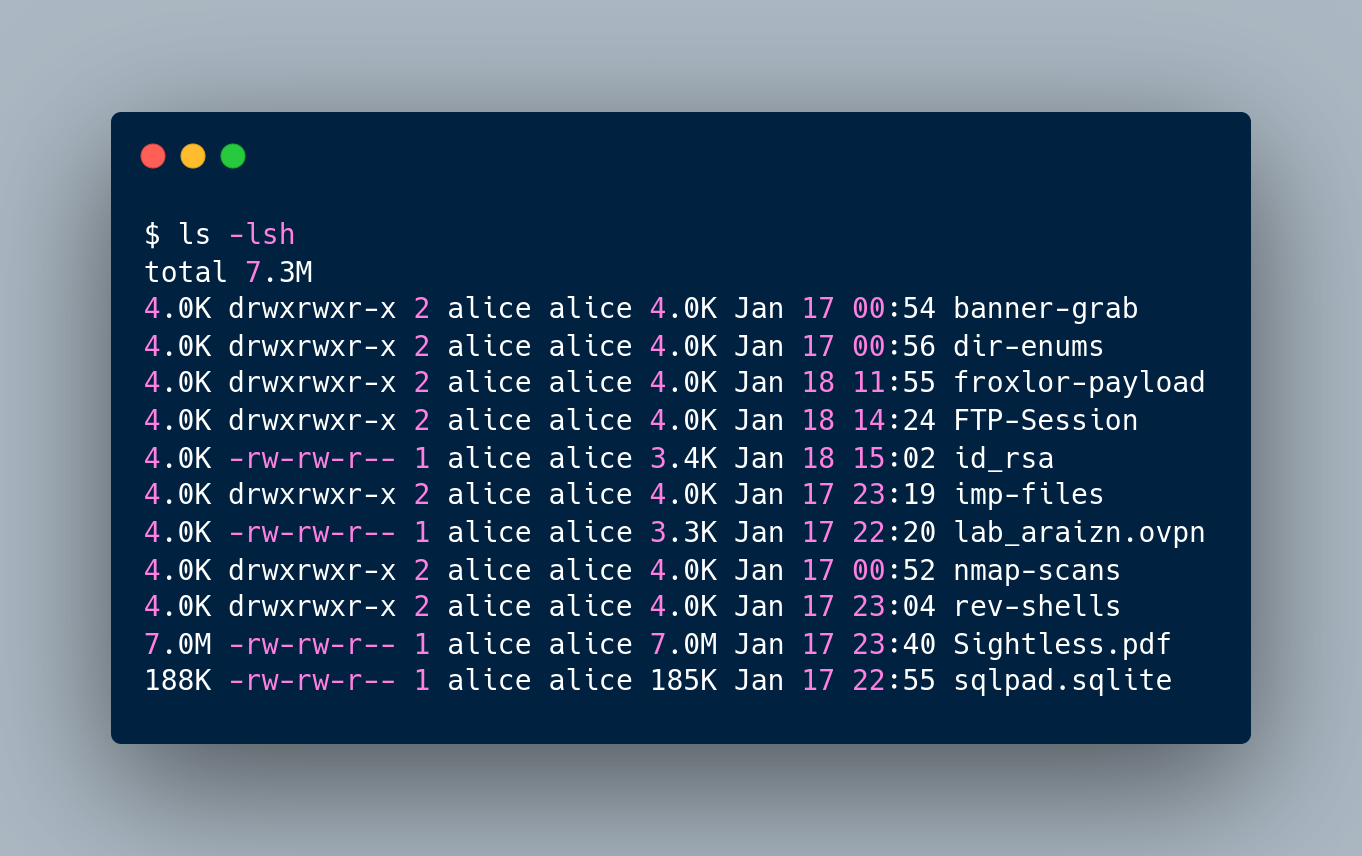 $ ls -lsh
total 7.3M
4.0K drwxrwxr-x 2 alice alice 4.0K Jan 17 00:54 banner-grab
4.0K drwxrwxr-x 2 alice alice 4.0K Jan 17 00:56 dir-enums
4.0K drwxrwxr-x 2 alice alice 4.0K Jan 18 11:55 froxlor-payload
4.0K drwxrwxr-x 2 alice alice 4.0K Jan 18 14:24 FTP-Session
4.0K -rw-rw-r-- 1 alice alice 3.4K Jan 18 15:02 id_rsa
4.0K drwxrwxr-x 2 alice alice 4.0K Jan 17 23:19 imp-files
4.0K -rw-rw-r-- 1 alice alice 3.3K Jan 17 22:20 lab_araizn.ovpn
4.0K drwxrwxr-x 2 alice alice 4.0K Jan 17 00:52 nmap-scans
4.0K drwxrwxr-x 2 alice alice 4.0K Jan 17 23:04 rev-shells
7.0M -rw-rw-r-- 1 alice alice 7.0M Jan 17 23:40 Sightless.pdf
188K -rw-rw-r-- 1 alice alice 185K Jan 17 22:55 sqlpad.sqlite